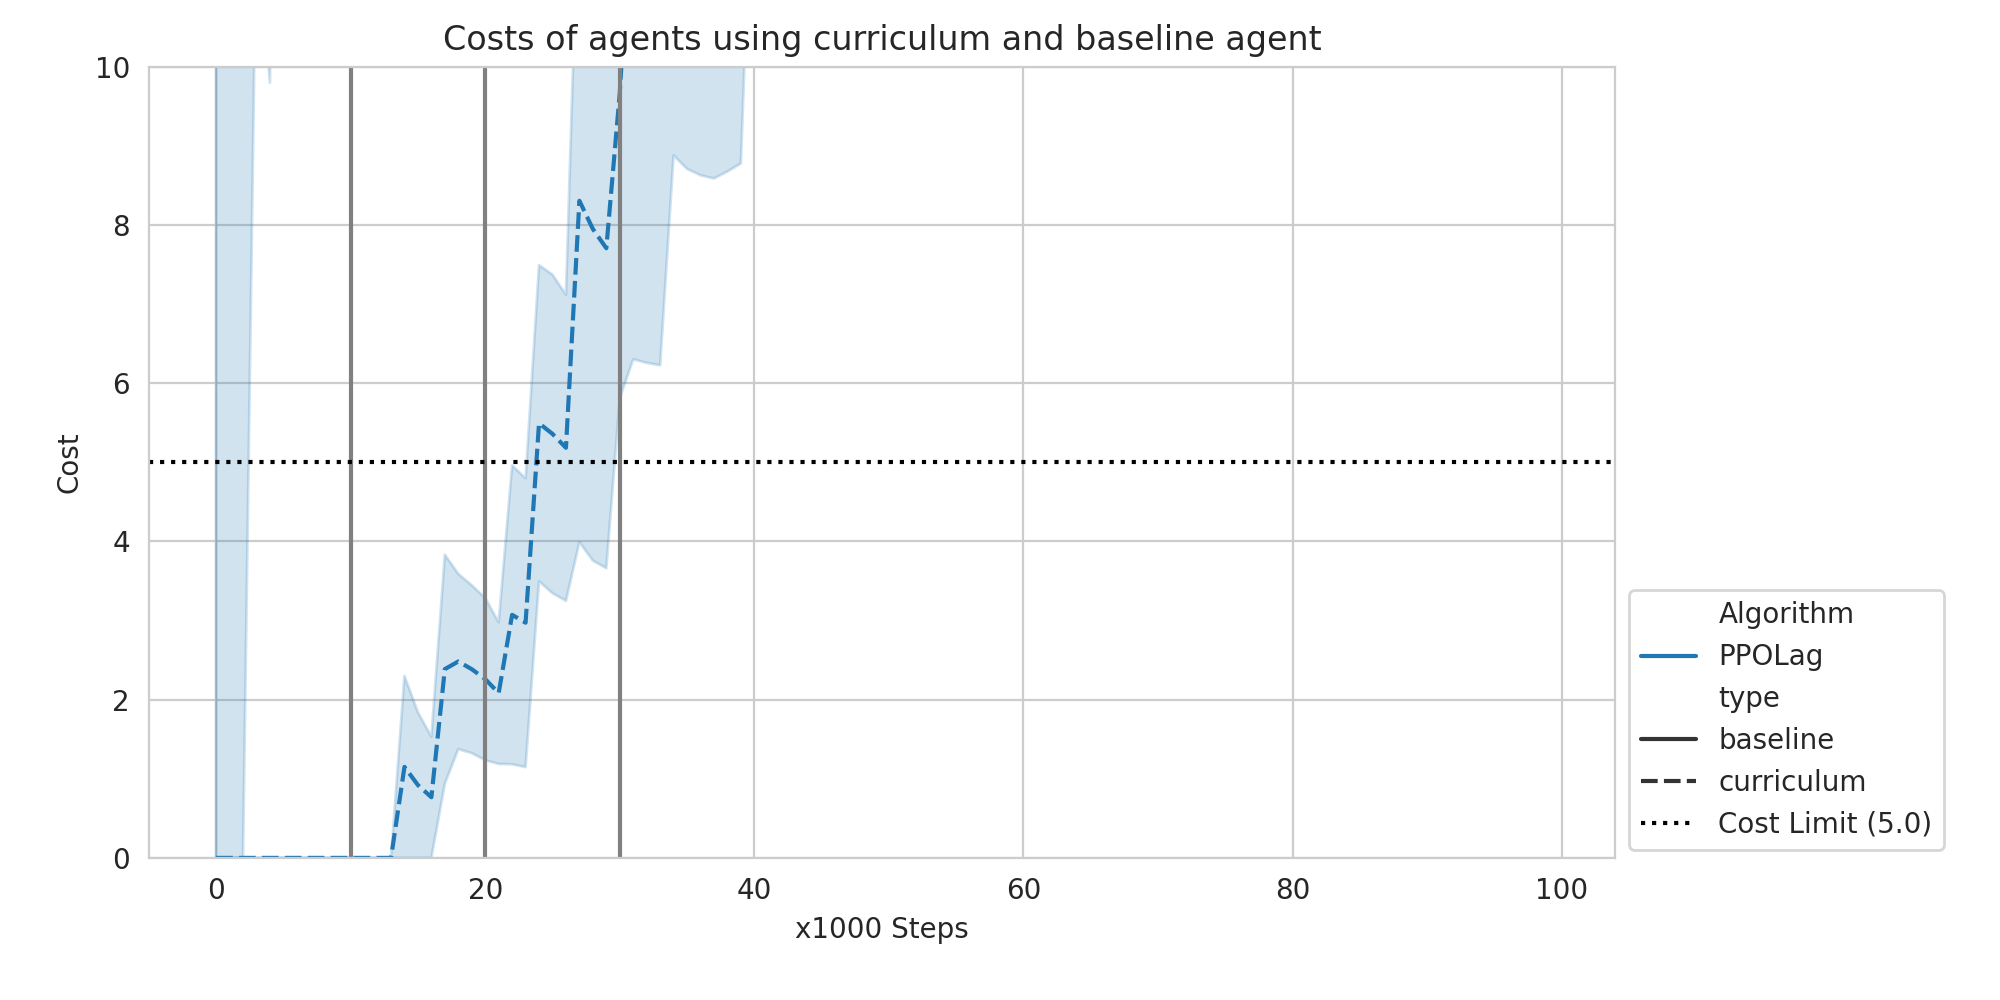 Costs of agents using curriculum and baseline agent
10
8
6
4
2
0
Cost
0 20 40 60 80 100
x1000 Steps
Algorithm
PPOLag
type
baseline
curriculum
Cost Limit (5.0)